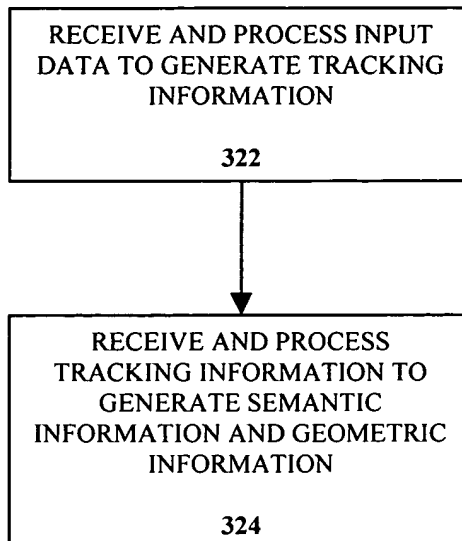 RECEIVE AND PROCESS INPUT
DATA TO GENERATE TRACKING
INFORMATION
322
RECEIVE AND PROCESS
TRACKING INFORMATION TO
GENERATE SEMANTIC
INFORMATION AND GEOMETRIC
INFORMATION
324